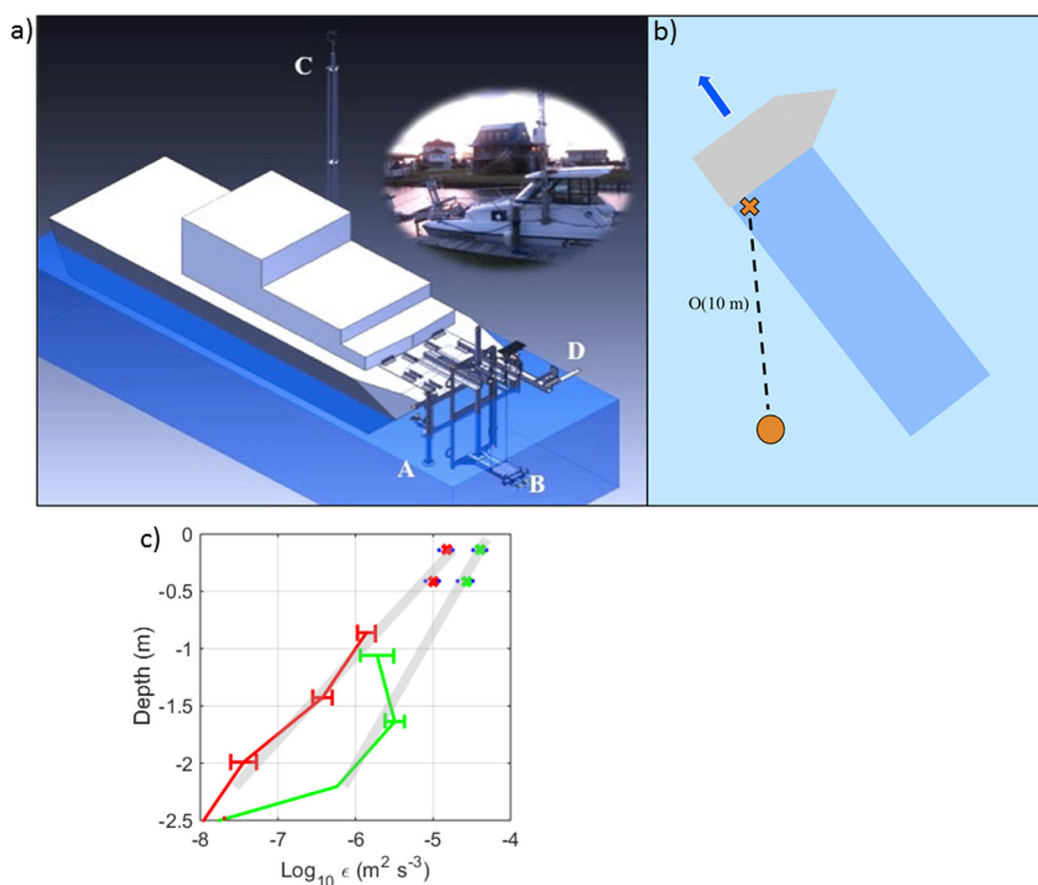 a)
C
D
A
B
b)
O(10 m)
c)
0
-0.5
-1
-1.5
-2
-2.5
Depth (m)
-8 -7 -6 -5 -4
Log₁₀ ϵ (m² s⁻³)